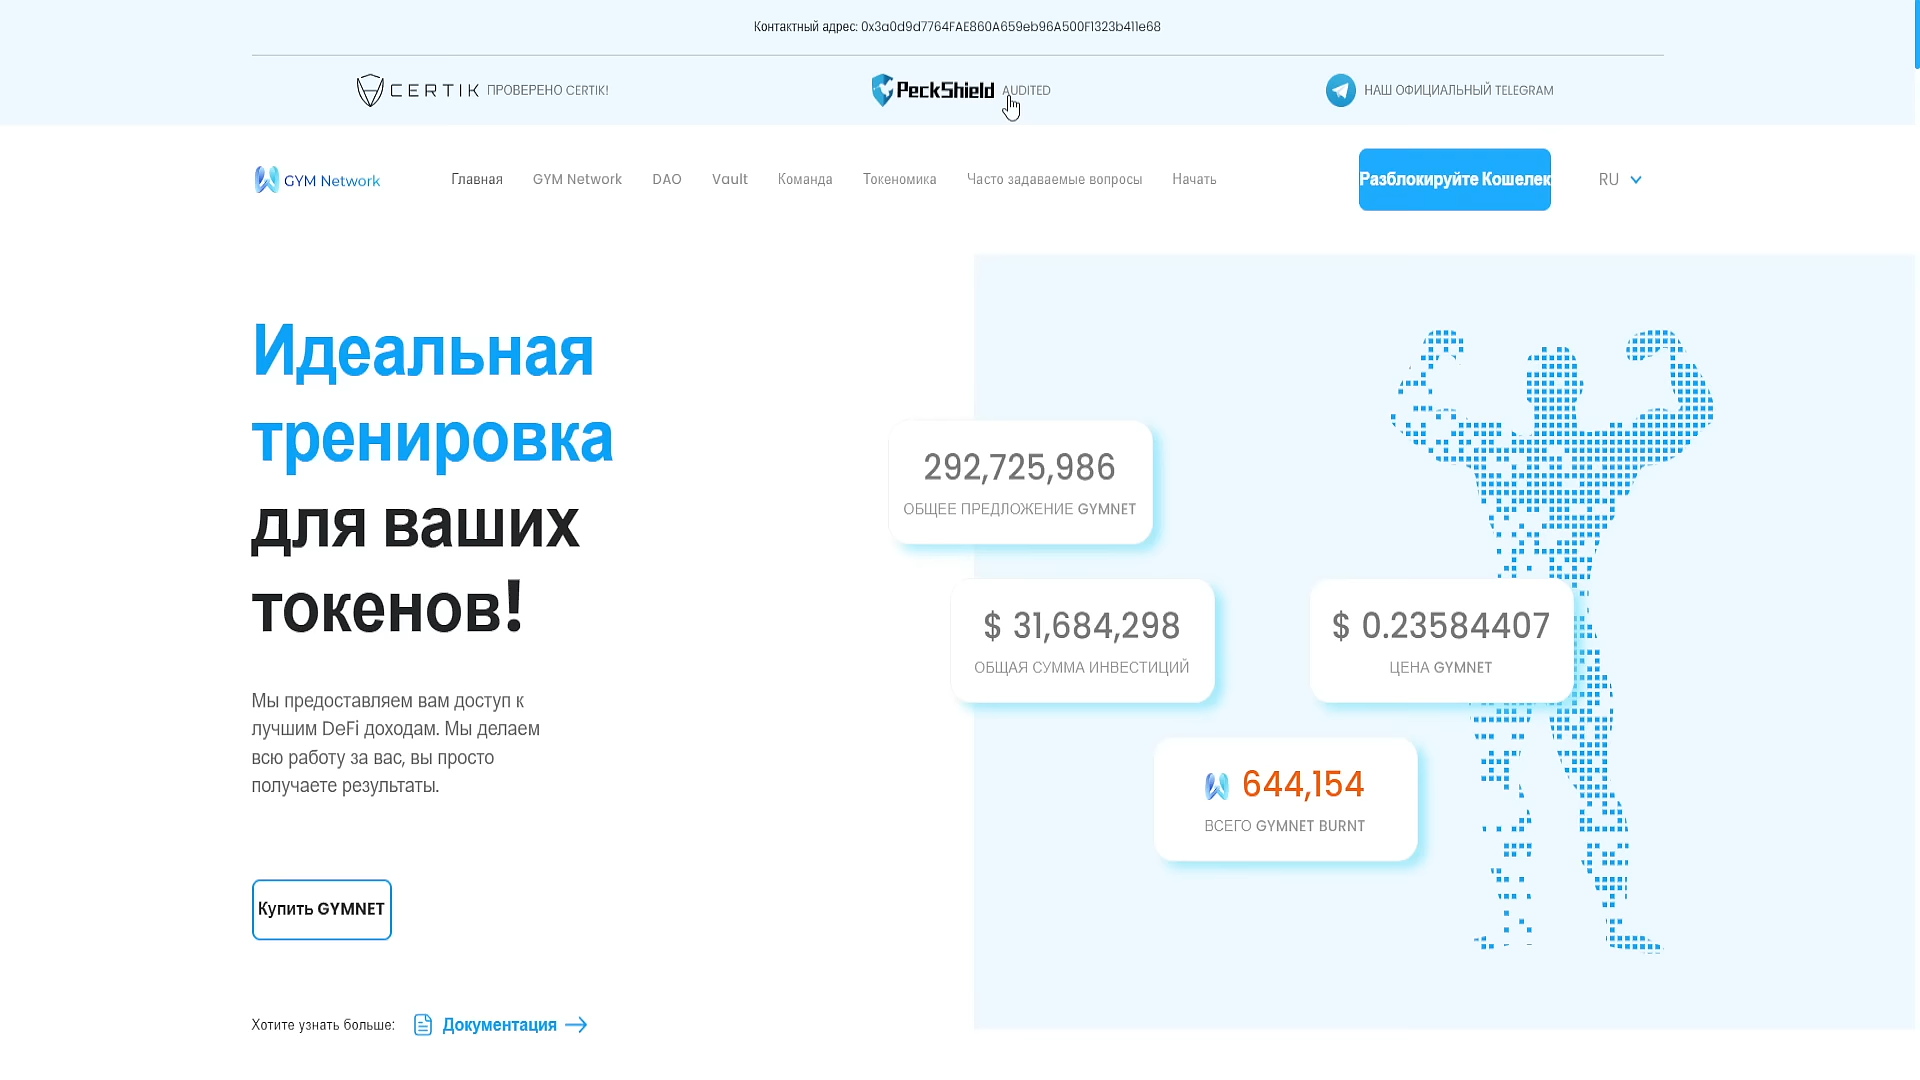 Контактный адрес: 0x3a0d9d7764FAE860A659eb96A500F1323b411e68
CERTIK ПРОВЕРЕНО CERTIK!
PeckShield AUDITED
НАШ ОФИЦИАЛЬНЫЙ TELEGRAM
GYM Network
Главная
GYM Network
DAO
Vault
Команда
Токеномика
Часто задаваемые вопросы
Начать
Разблокируйте Кошелек
RU
Идеальная
тренировка
для ваших
токенов!
Мы предоставляем вам доступ к
лучшим DeFi доходам. Мы делаем
всю работу за вас, вы просто
получаете результаты.
Купить GYMNET
Хотите узнать больше:
Документация
292,725,986
ОБЩЕЕ ПРЕДЛОЖЕНИЕ GYMNET
$ 31,684,298
ОБЩАЯ СУММА ИНВЕСТИЦИЙ
$ 0.23584407
ЦЕНА GYMNET
644,154
ВСЕГО GYMNET BURNT